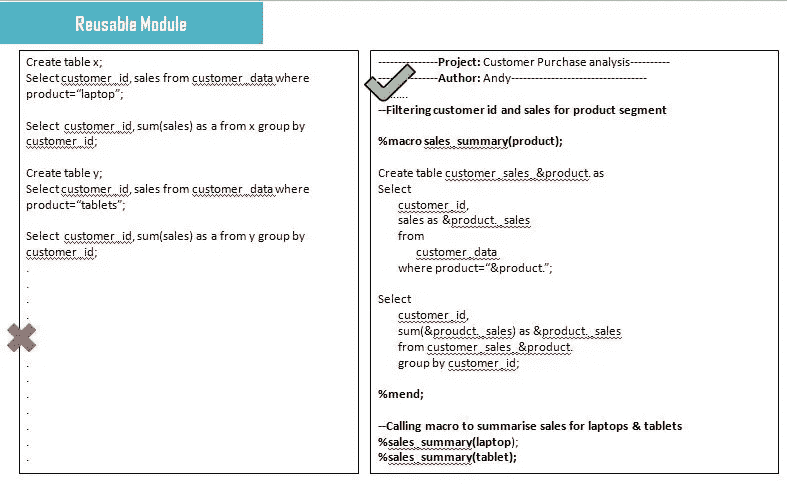 Reusable Module
Create table x;
Select customer_id, sales from customer_data where
product="laptop";
Select customer_id, sum(sales) as a from x group by
customer_id;
Create table y;
Select customer_id, sales from customer_data where
product="tablets";
Select customer_id, sum(sales) as a from y group by
customer_id;
.
.
.
.
.
.
.
.
.
.
.
---------------Project: Customer Purchase analysis----------
---------------Author: Andy-----------------------------------
......
--Filtering customer id and sales for product segment
%macro sales_summary(product);
Create table customer_sales_&product. as
Select
customer_id,
sales as &product._sales
from
customer_data
where product="&product.";
Select
customer_id,
sum(&proudct._sales) as &product._sales
from customer_sales_&product.
group by customer_id;
%mend;
--Calling macro to summarise sales for laptops & tablets
%sales_summary(laptop);
%sales_summary(tablet);